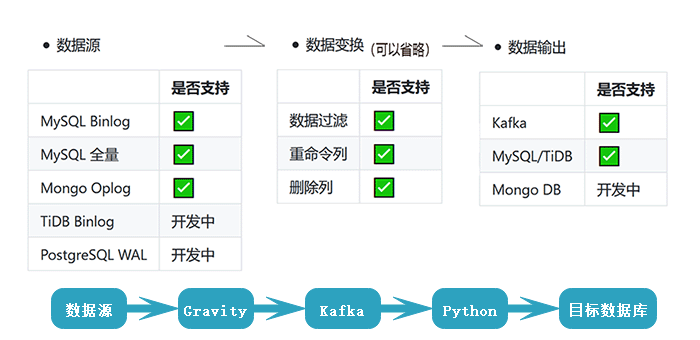 • 数据源
• 数据变换（可以省略）
• 数据输出
是否支持
MySQL Binlog ✅
MySQL 全量 ✅
Mongo Oplog ✅
TiDB Binlog 开发中
PostgreSQL WAL 开发中
是否支持
数据过滤 ✅
重命令列 ✅
删除列 ✅
是否支持
Kafka ✅
MySQL/TiDB ✅
Mongo DB 开发中
数据源
Gravity
Kafka
Python
目标数据库